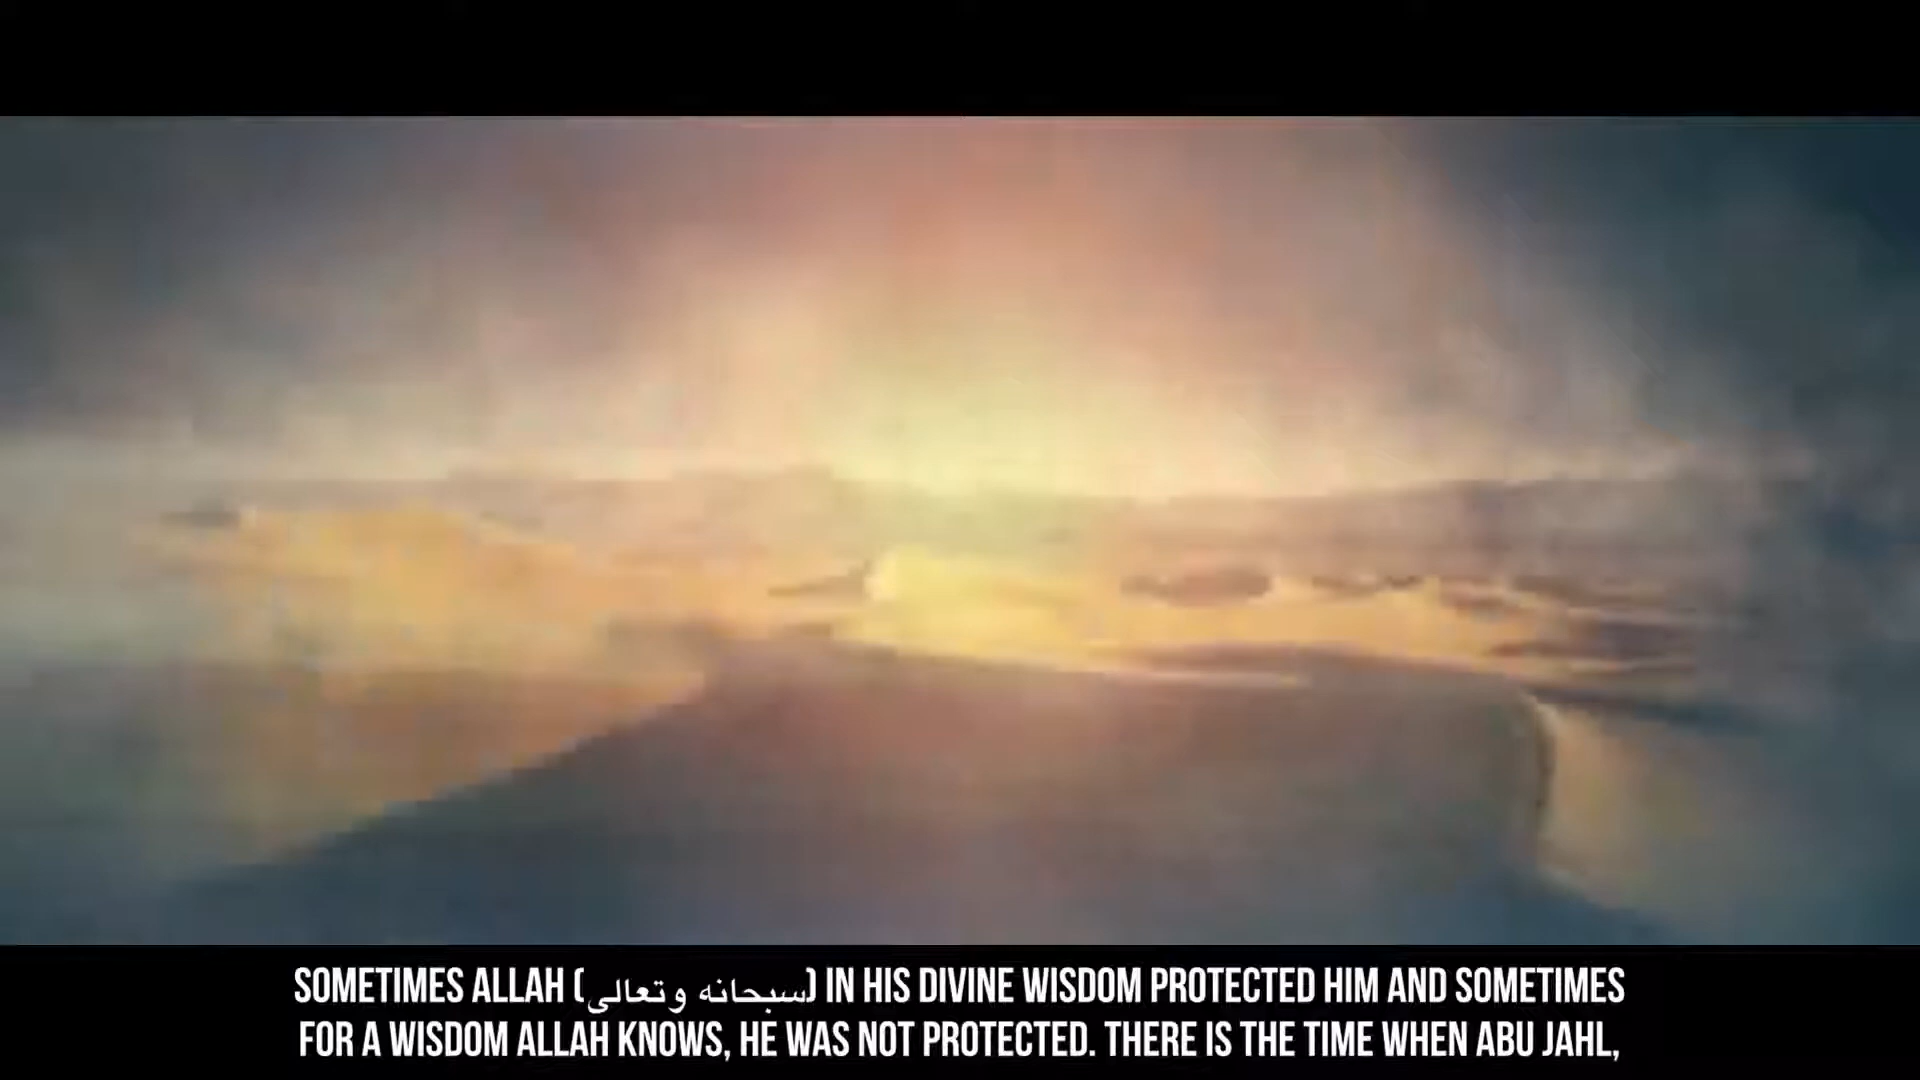 SOMETIMES ALLAH (سبحانه وتعالى) IN HIS DIVINE WISDOM PROTECTED HIM AND SOMETIMES
FOR A WISDOM ALLAH KNOWS, HE WAS NOT PROTECTED. THERE IS THE TIME WHEN ABU JAHL,